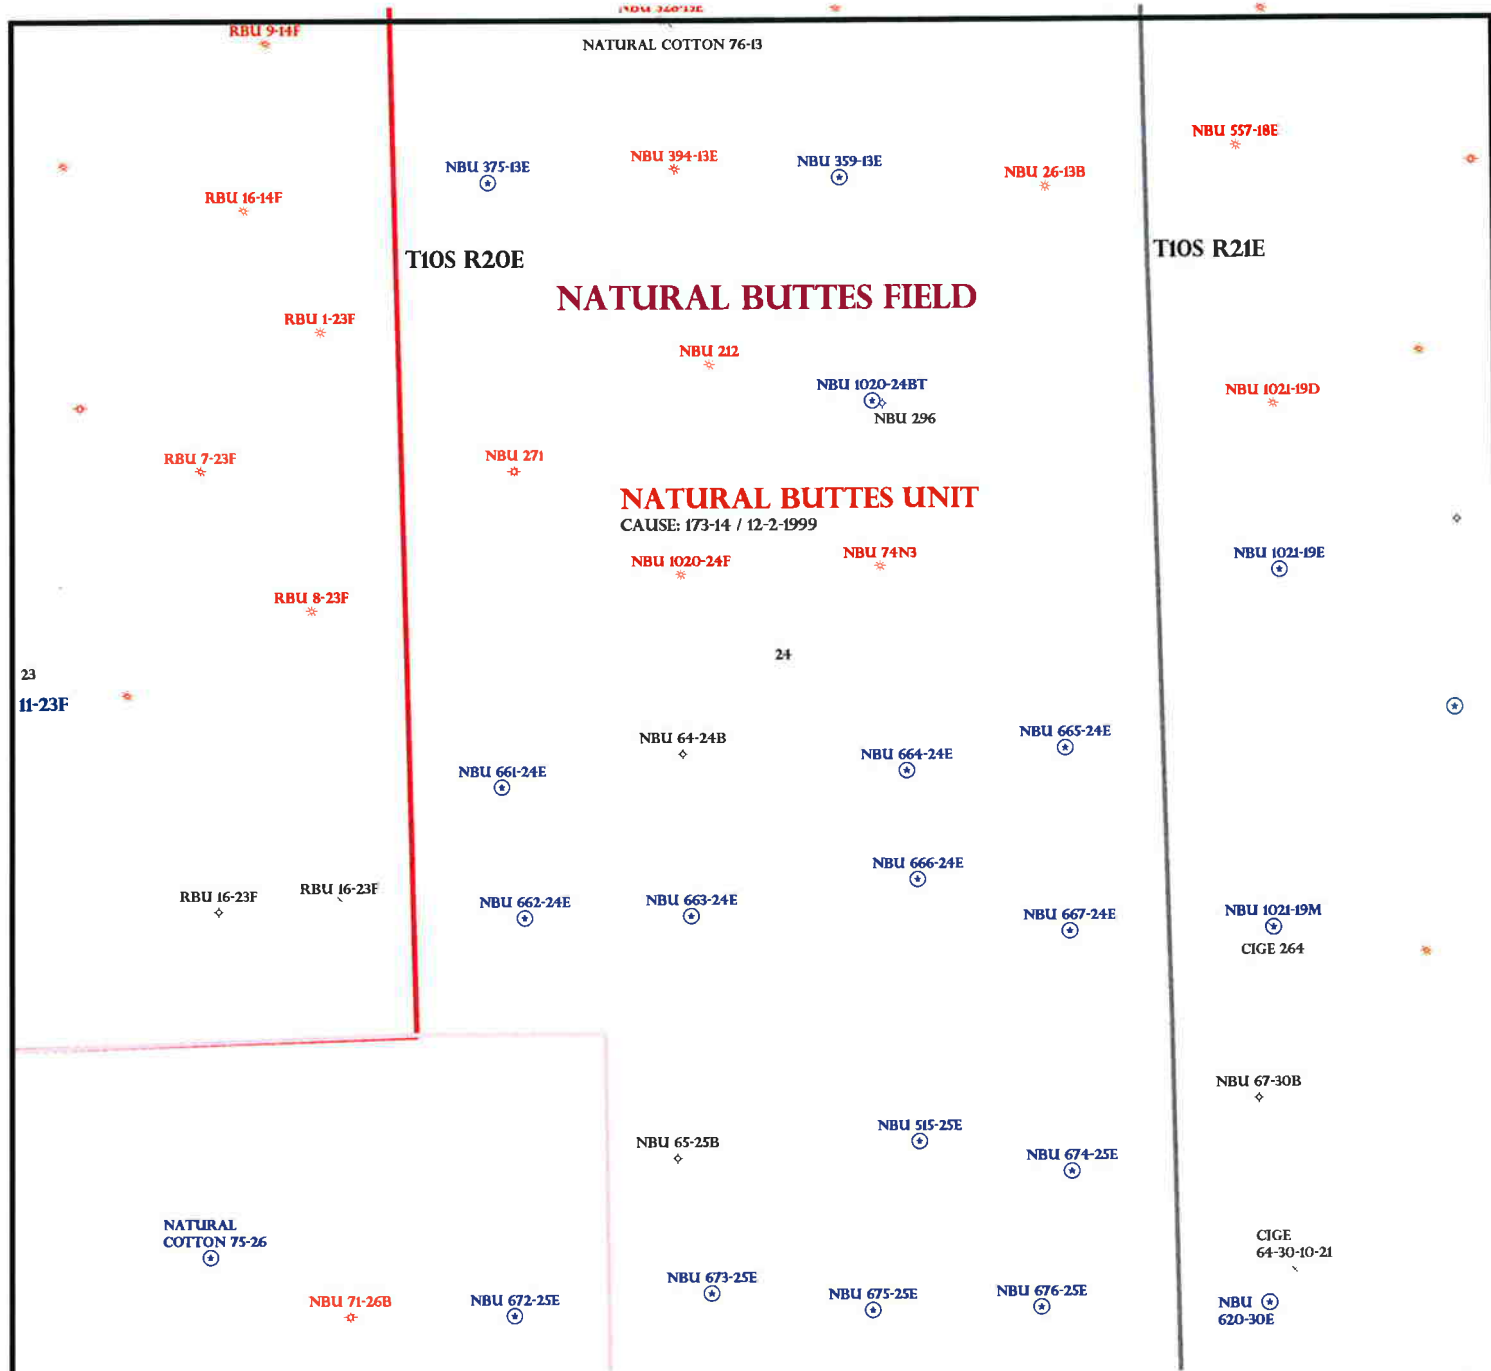 NBU 328-13E
RBU 9-14F
NATURAL COTTON 76-13
NBU 557-18E
NBU 375-13E
NBU 394-13E
NBU 359-13E
NBU 26-13B
RBU 16-14F
T10S R20E
T10S R21E
NATURAL BUTTES FIELD
RBU 1-23F
NBU 212
NBU 1020-24BT
NBU 296
NBU 1021-19D
RBU 7-23F
NBU 271
NATURAL BUTTES UNIT
CAUSE: 173-14 / 12-2-1999
NBU 1020-24F
NBU 74N3
NBU 1021-19E
RBU 8-23F
24
23
11-23F
NBU 64-24B
NBU 665-24E
NBU 664-24E
NBU 661-24E
NBU 666-24E
RBU 16-23F
RBU 16-23F
NBU 662-24E
NBU 663-24E
NBU 667-24E
NBU 1021-19M
CIGE 264
NBU 67-30B
NBU 515-25E
NBU 65-25B
NBU 674-25E
NATURAL
COTTON 75-26
CIGE
64-30-10-21
NBU 673-25E
NBU 675-25E
NBU 676-25E
NBU 71-26B
NBU 672-25E
NBU
620-30E